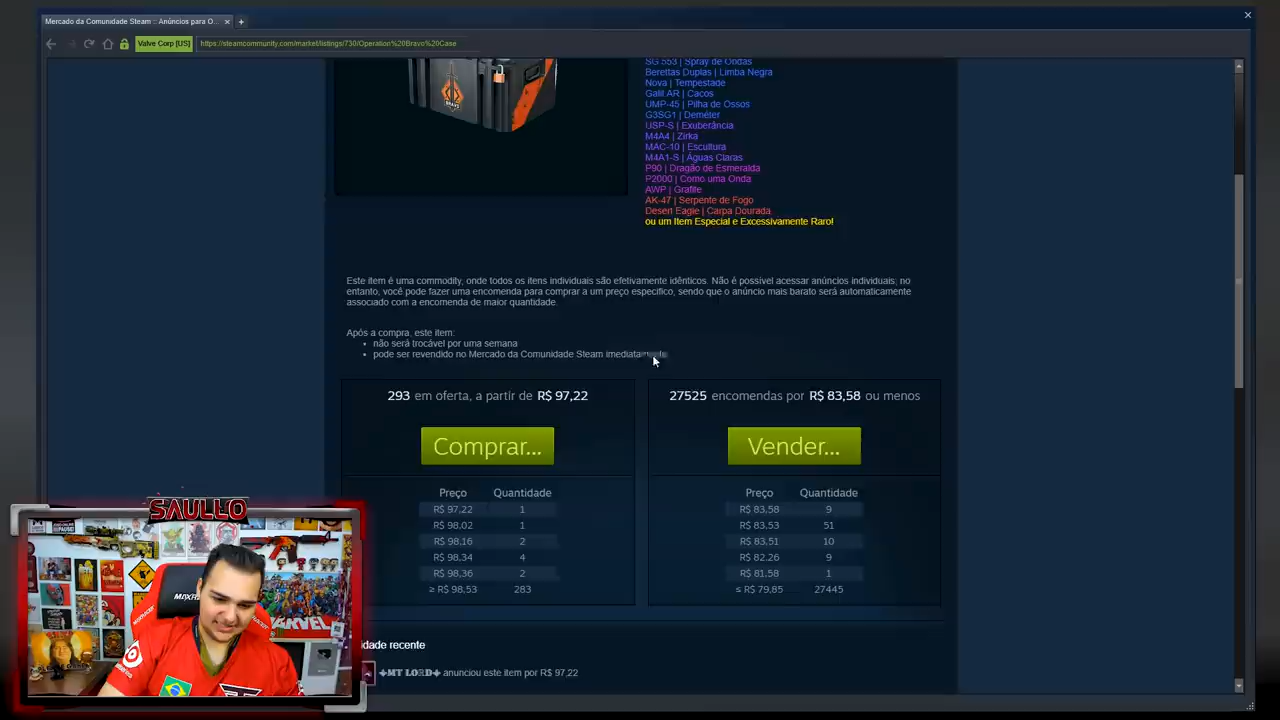 Mercado da Comunidade Steam :: Anúncios para O...
Valve Corp [US]
https://steamcommunity.com/market/listings/730/Operation%20Bravo%20Case
BRAVO
SG 553 | Spray de Ondas
Berettas Duplas | Limba Negra
Nova | Tempestade
Galil AR | Cacos
UMP-45 | Pilha de Ossos
G3SG1 | Deméter
USP-S | Exuberância
M4A4 | Zirka
MAC-10 | Escultura
M4A1-S | Águas Claras
P90 | Dragão de Esmeralda
P2000 | Como uma Onda
AWP | Grafite
AK-47 | Serpente de Fogo
Desert Eagle | Carpa Dourada
ou um Item Especial e Excessivamente Raro!
Este item é uma commodity, onde todos os itens individuais são efetivamente idênticos. Não é possível acessar anúncios individuais; no
entanto, você pode fazer uma encomenda para comprar a um preço específico, sendo que o anúncio mais barato será automaticamente
associado com a encomenda de maior quantidade.
Após a compra, este item:
não será trocável por uma semana
pode ser revendido no Mercado da Comunidade Steam imediatamente
293 em oferta, a partir de R$ 97,22
Comprar...
Preço Quantidade
R$ 97,22 1
R$ 98,02 1
R$ 98,16 2
R$ 98,34 4
R$ 98,36 2
≥ R$ 98,53 283
27525 encomendas por R$ 83,58 ou menos
Vender...
Preço Quantidade
R$ 83,58 9
R$ 83,53 51
R$ 83,51 10
R$ 82,26 9
R$ 81,58 1
≤ R$ 79,85 27445
idade recente
MT LORD anunciou este item por R$ 97,22
SAULLO
MARVEL